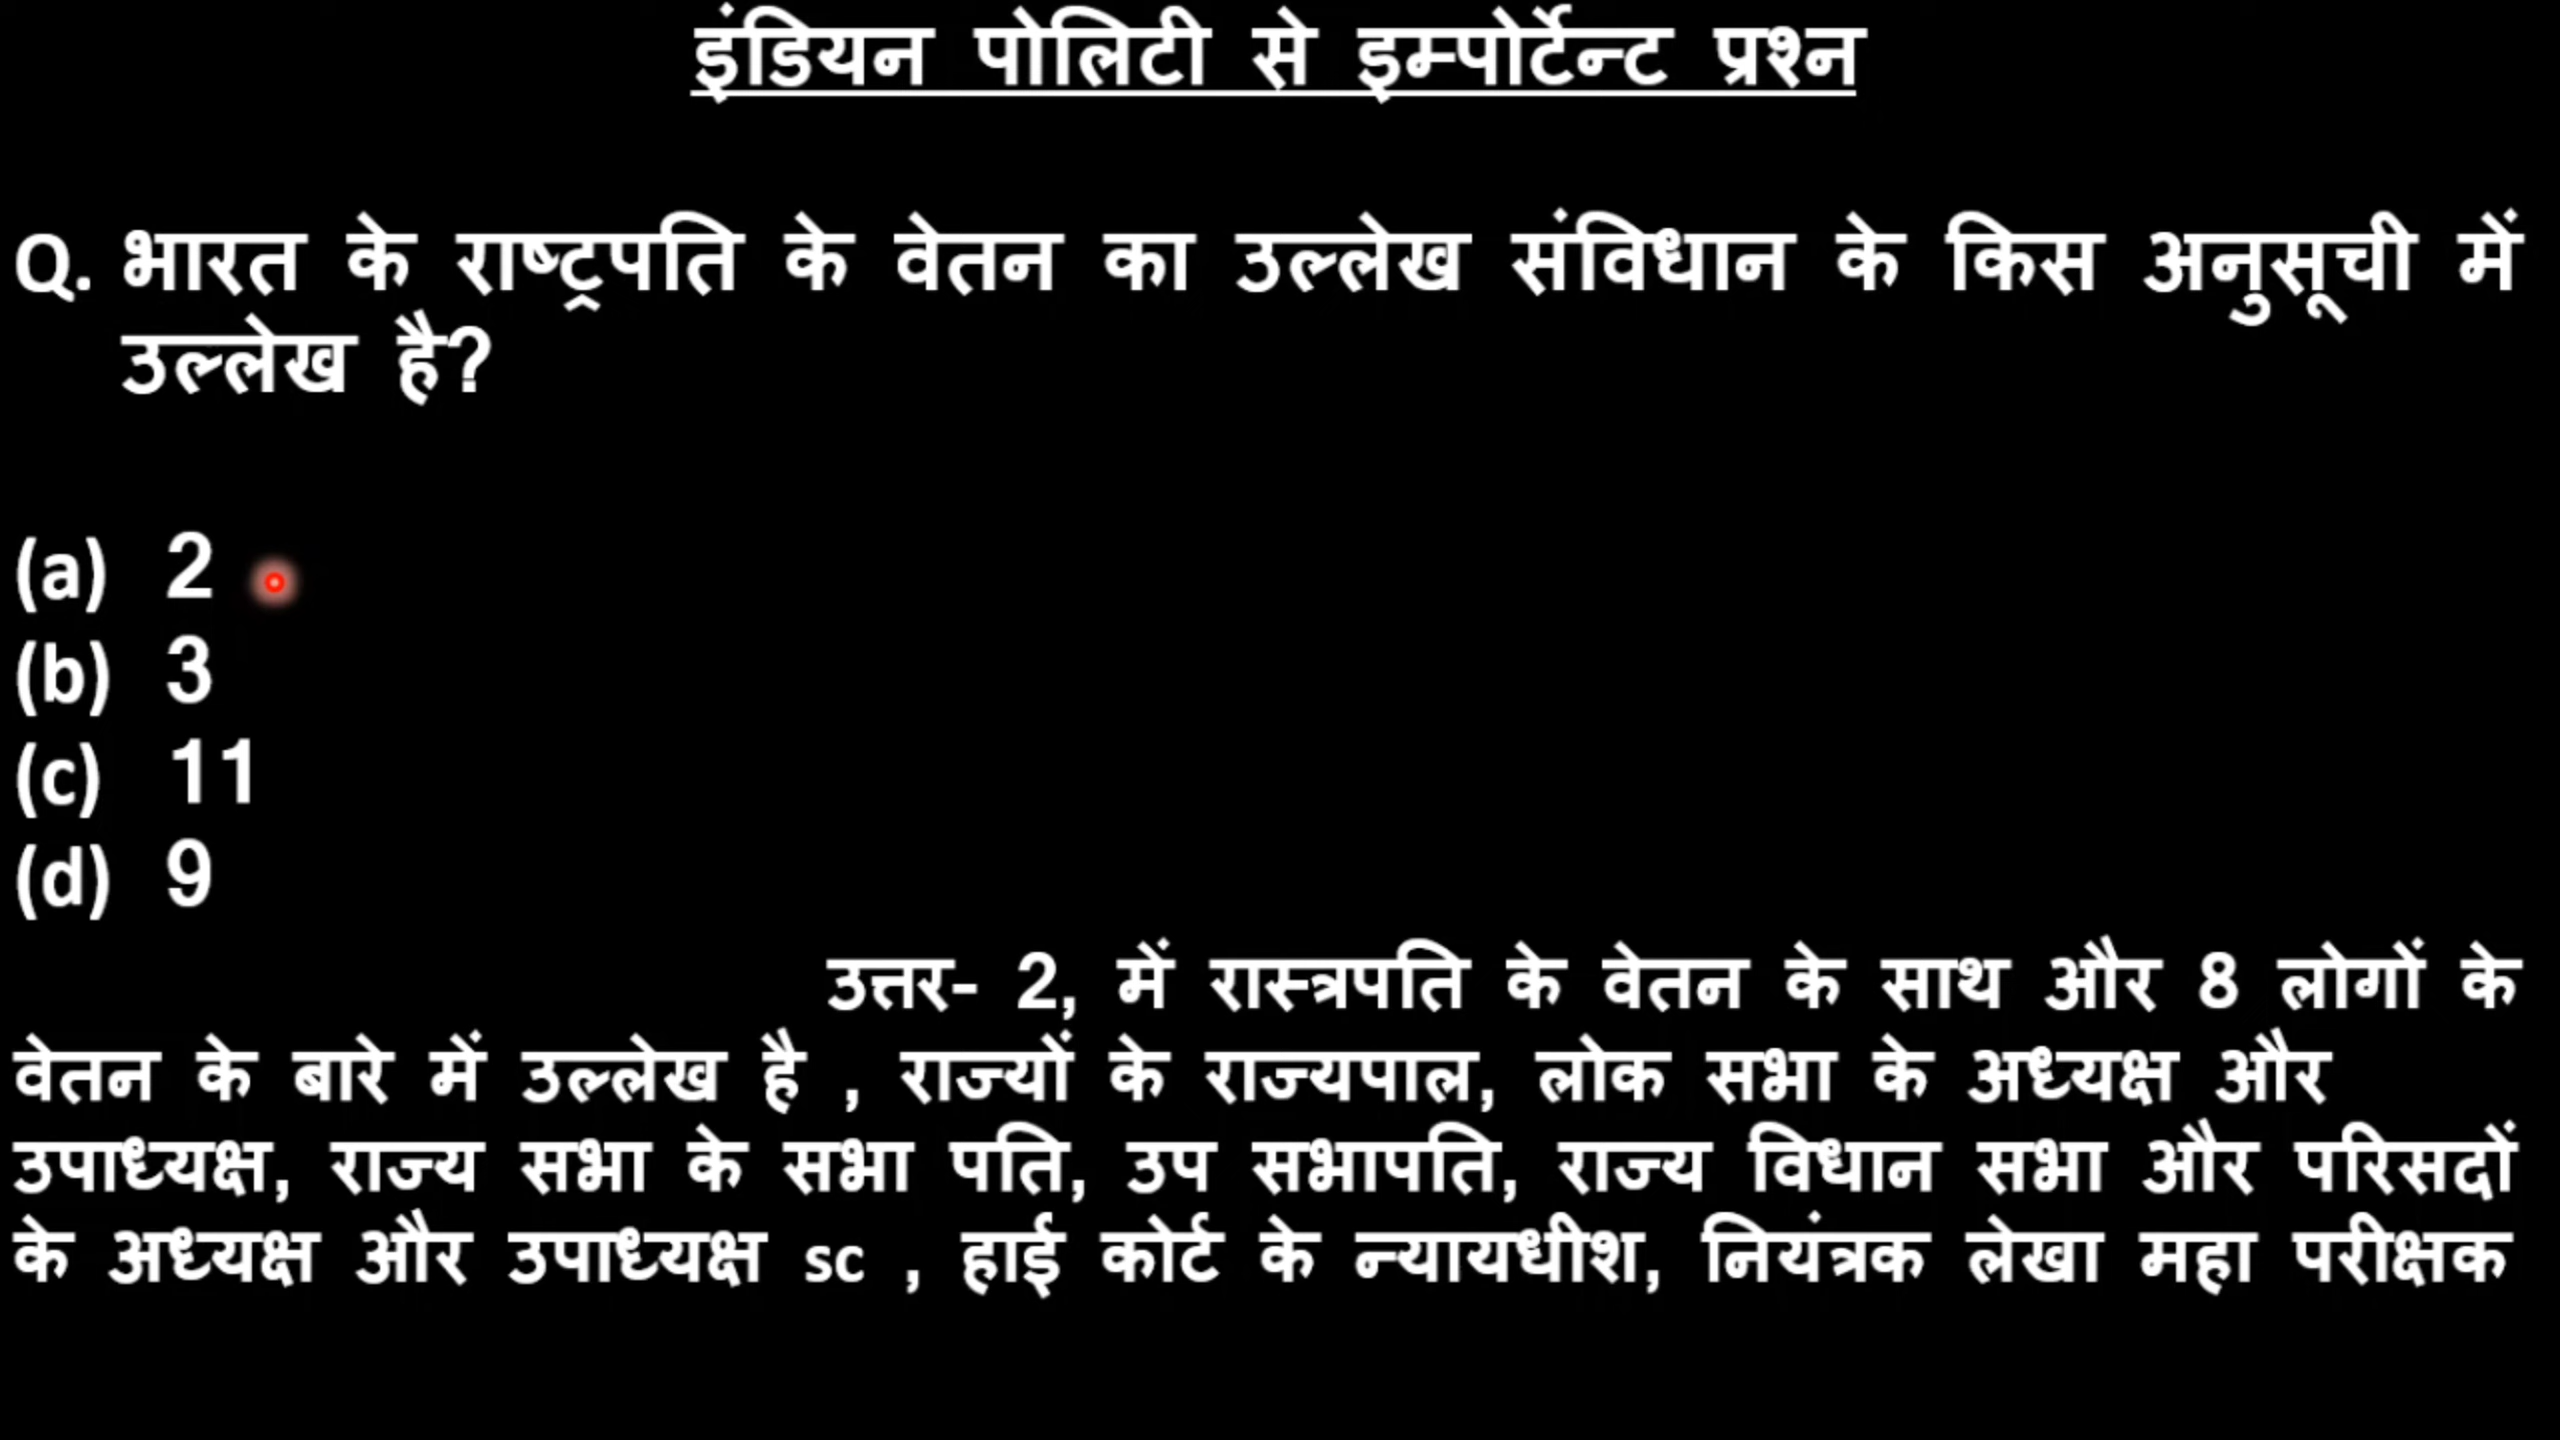 इंडियन पोलिटी से इम्पोर्टेन्ट प्रश्न
Q. भारत के राष्ट्रपति के वेतन का उल्लेख संविधान के किस अनुसूची में
उल्लेख है?
(a) 2
(b) 3
(c) 11
(d) 9
उत्तर- 2, में रास्त्रपति के वेतन के साथ और 8 लोगों के
वेतन के बारे में उल्लेख है , राज्यों के राज्यपाल, लोक सभा के अध्यक्ष और
उपाध्यक्ष, राज्य सभा के सभा पति, उप सभापति, राज्य विधान सभा और परिसदों
के अध्यक्ष और उपाध्यक्ष sc , हाई कोर्ट के न्यायधीश, नियंत्रक लेखा महा परीक्षक